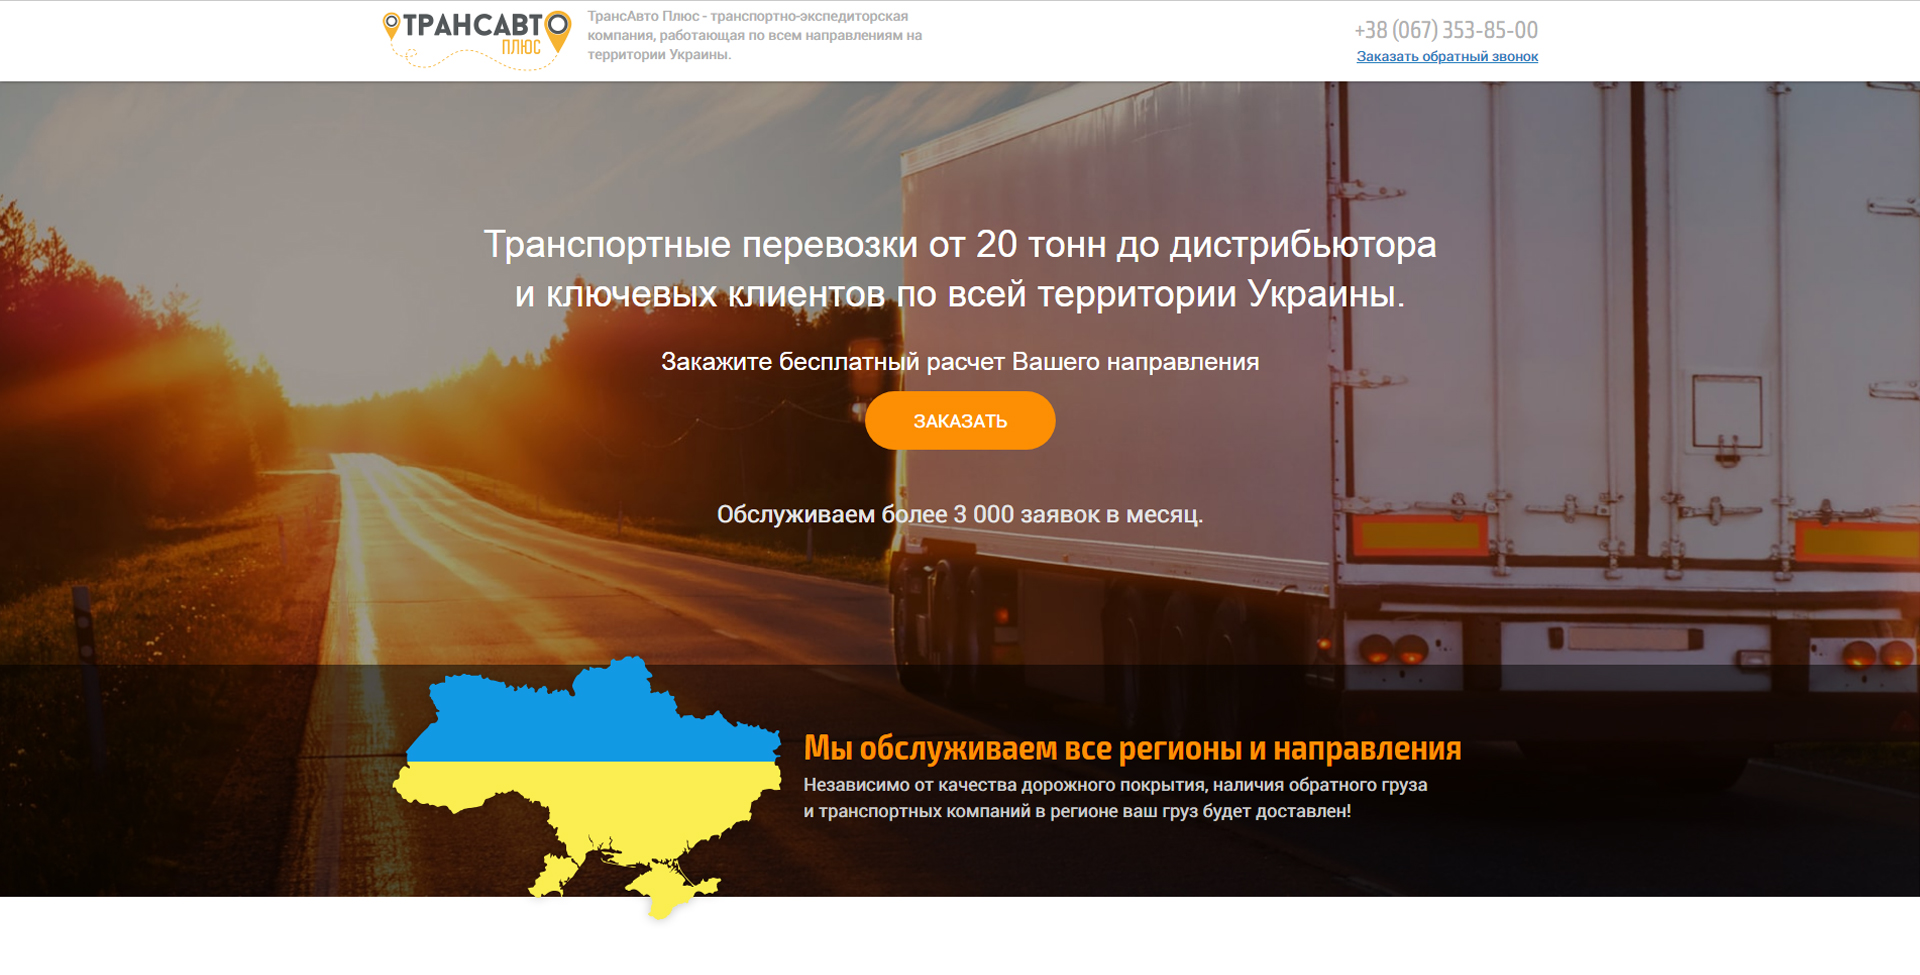 ТРАНСАВТО
ПЛЮС
ТрансАвто Плюс - транспортно-экспедиторская
компания, работающая по всем направлениям на
территории Украины.
+38 (067) 353-85-00
Заказать обратный звонок
Транспортные перевозки от 20 тонн до дистрибьютора
и ключевых клиентов по всей территории Украины.
Закажите бесплатный расчет Вашего направления
ЗАКАЗАТЬ
Обслуживаем более 3 000 заявок в месяц.
Мы обслуживаем все регионы и направления
Независимо от качества дорожного покрытия, наличия обратного груза
и транспортных компаний в регионе ваш груз будет доставлен!